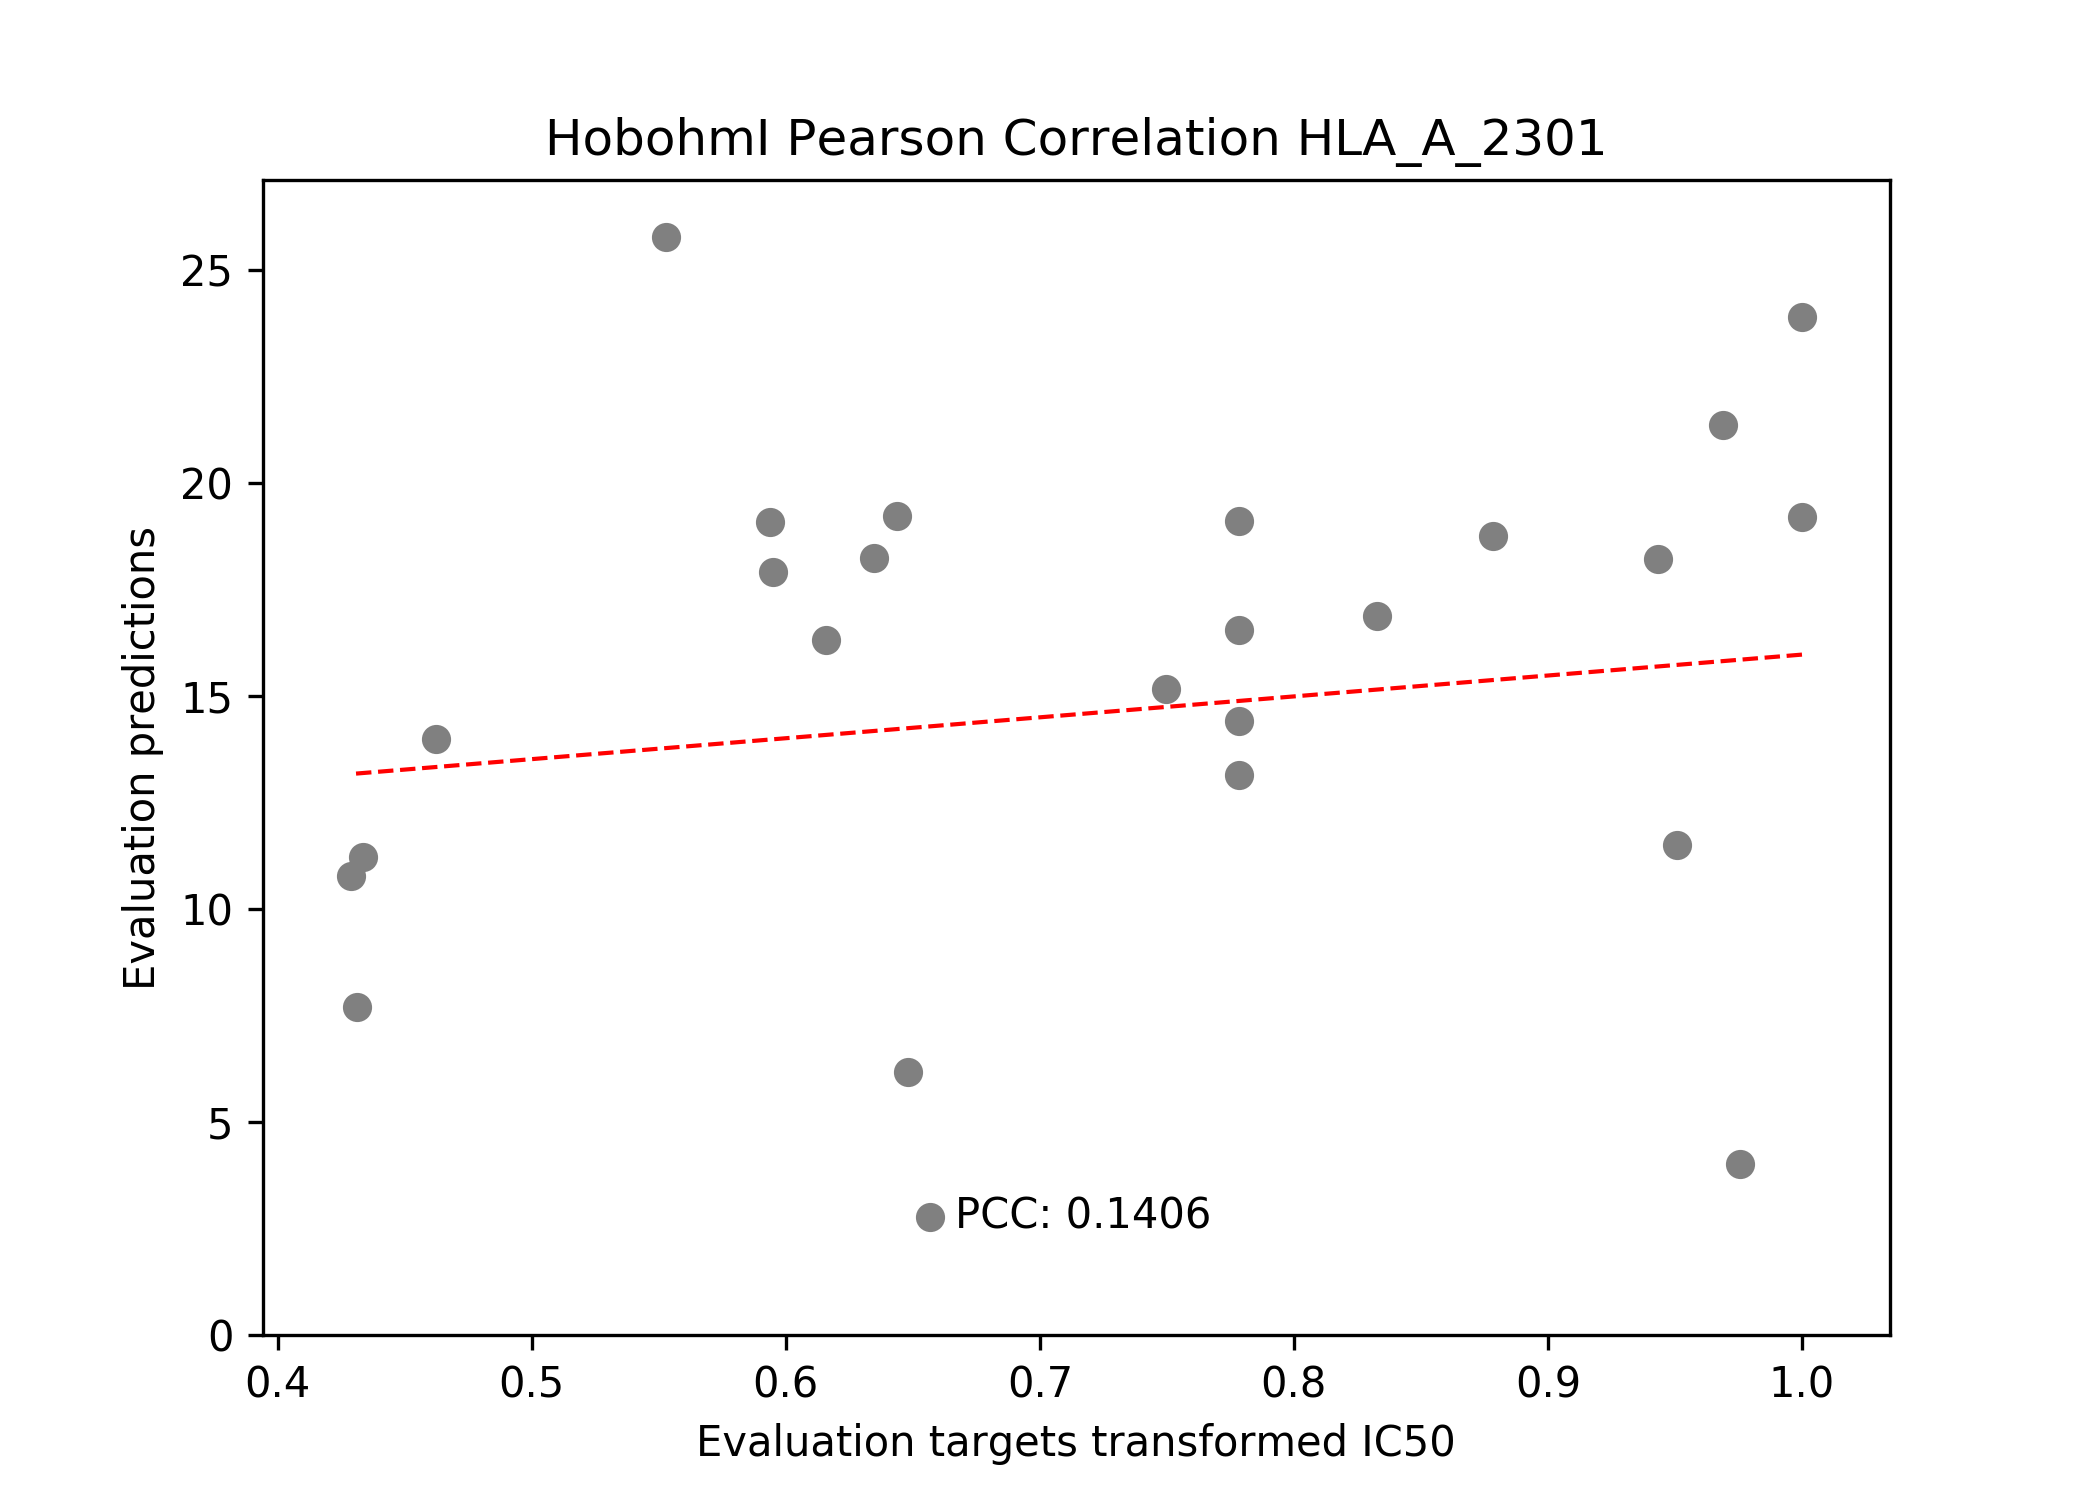 HobohmI Pearson Correlation HLA_A_2301
25
20
15
10
5
0
Evaluation predictions
PCC: 0.1406
0.4 0.5 0.6 0.7 0.8 0.9 1.0
Evaluation targets transformed IC50